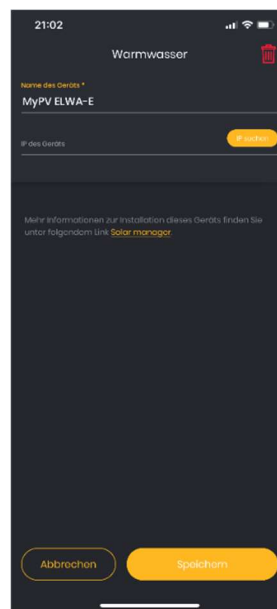 21:02
Warmwasser
Name des Geräts *
MyPV ELWA-E
IP des Geräts
IP suchen
Mehr Informationen zur Installation dieses Geräts finden Sie
unter folgendem Link Solar manager.
Abbrechen
Speichern